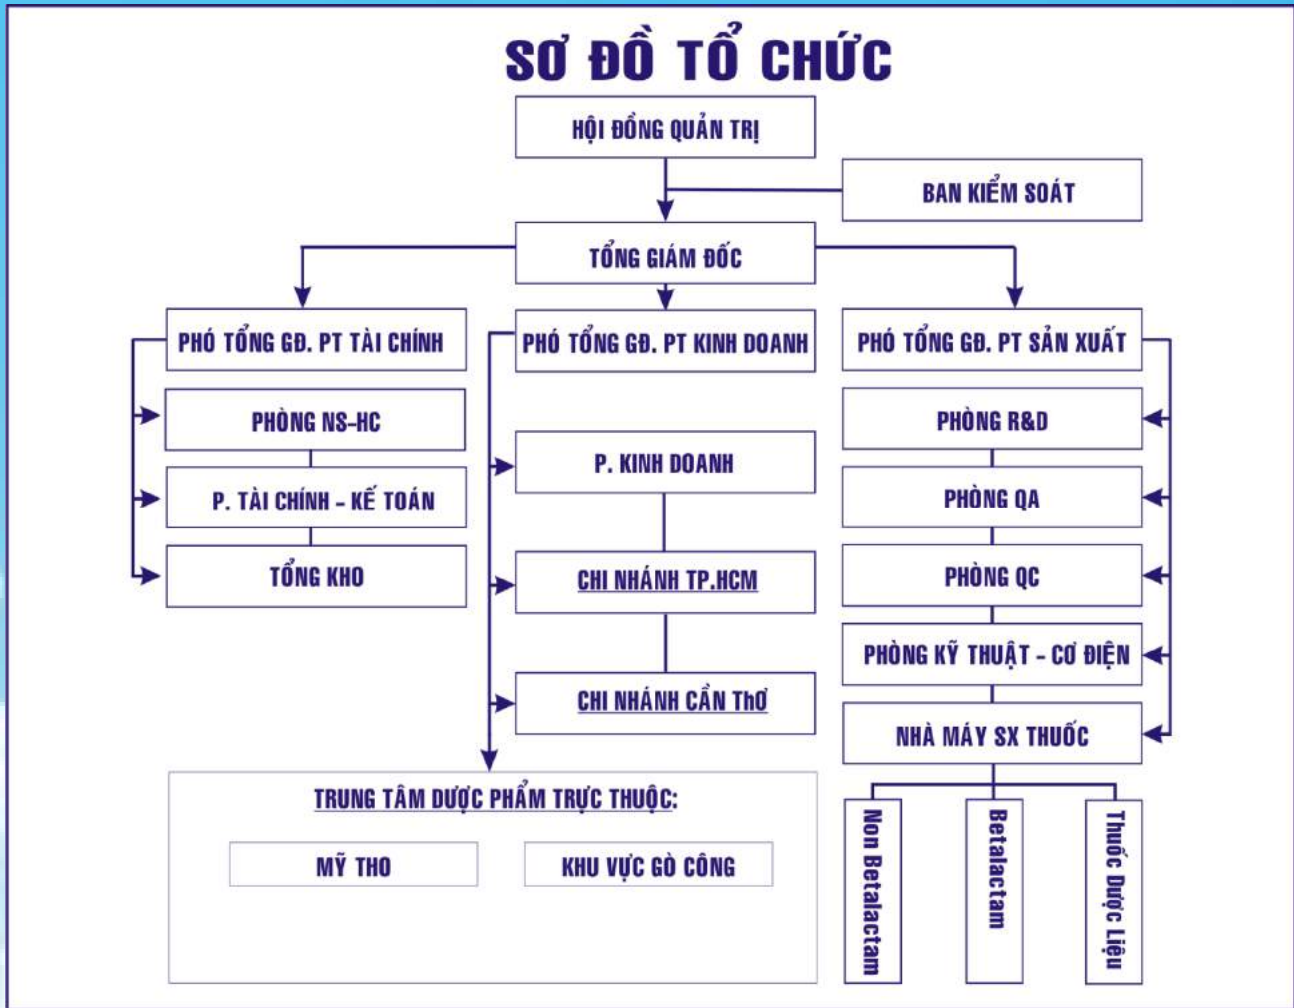 SƠ ĐỒ TỔ CHỨC
HỘI ĐỒNG QUẢN TRỊ
BAN KIỂM SOÁT
TỔNG GIÁM ĐỐC
PHÓ TỔNG GĐ. PT TÀI CHÍNH
PHÒNG NS-HC
P. TÀI CHÍNH - KẾ TOÁN
TỔNG KHO
PHÓ TỔNG GĐ. PT KINH DOANH
P. KINH DOANH
CHI NHÁNH TP.HCM
CHI NHÁNH CẦN ThƠ
TRUNG TÂM DƯỢC PHẨM TRỰC THUỘC:
MỸ THO
KHU VỰC GÒ CÔNG
PHÓ TỔNG GĐ. PT SẢN XUẤT
PHÒNG R&D
PHÒNG QA
PHÒNG QC
PHÒNG KỸ THUẬT - CƠ ĐIỆN
NHÀ MÁY SX THUỐC
Non Betalactam
Betalactam
Thuốc Dược Liệu